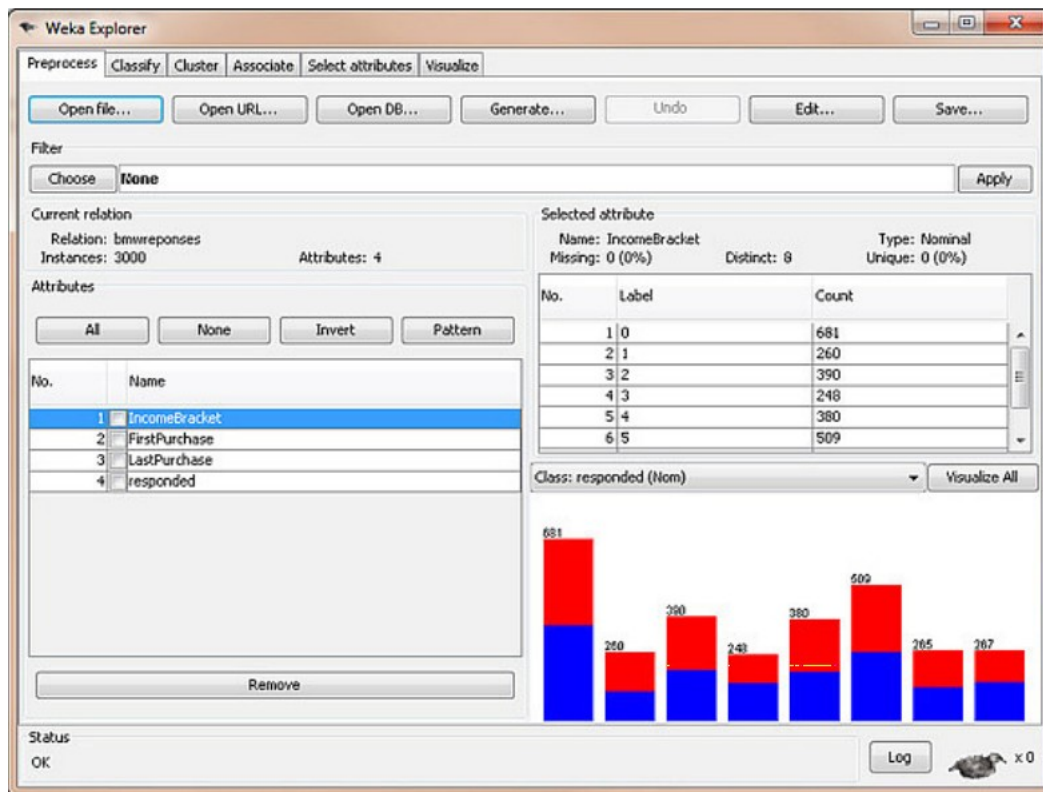 Weka Explorer
Preprocess Classify Cluster Associate Select attributes Visualize
Open file... Open URL... Open DB... Generate... Undo Edit... Save...
Filter
Choose None Apply
Current relation
Relation: bmwreponses
Instances: 3000 Attributes: 4
Attributes
All None Invert Pattern
No. Name
1 IncomeBracket
2 FirstPurchase
3 LastPurchase
4 responded
Remove
Selected attribute
Name: IncomeBracket Type: Nominal
Missing: 0 (0%) Distinct: 8 Unique: 0 (0%)
No. Label Count
1 0 681
2 1 260
3 2 390
4 3 248
5 4 380
6 5 509
Class: responded (Nom) Visualize All
681 260 390 248 380 509 265 267
Status
OK Log x 0